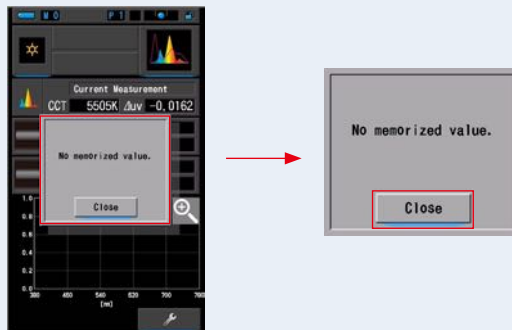 M 0 P 1
Current Measurement
CCT 5505K ⊿uv -0.0162
No memorized value.
Close
1.0
0.8
0.6
0.4
0.2
0.0
380 460 540 620 700 780
[nm]
No memorized value.
Close